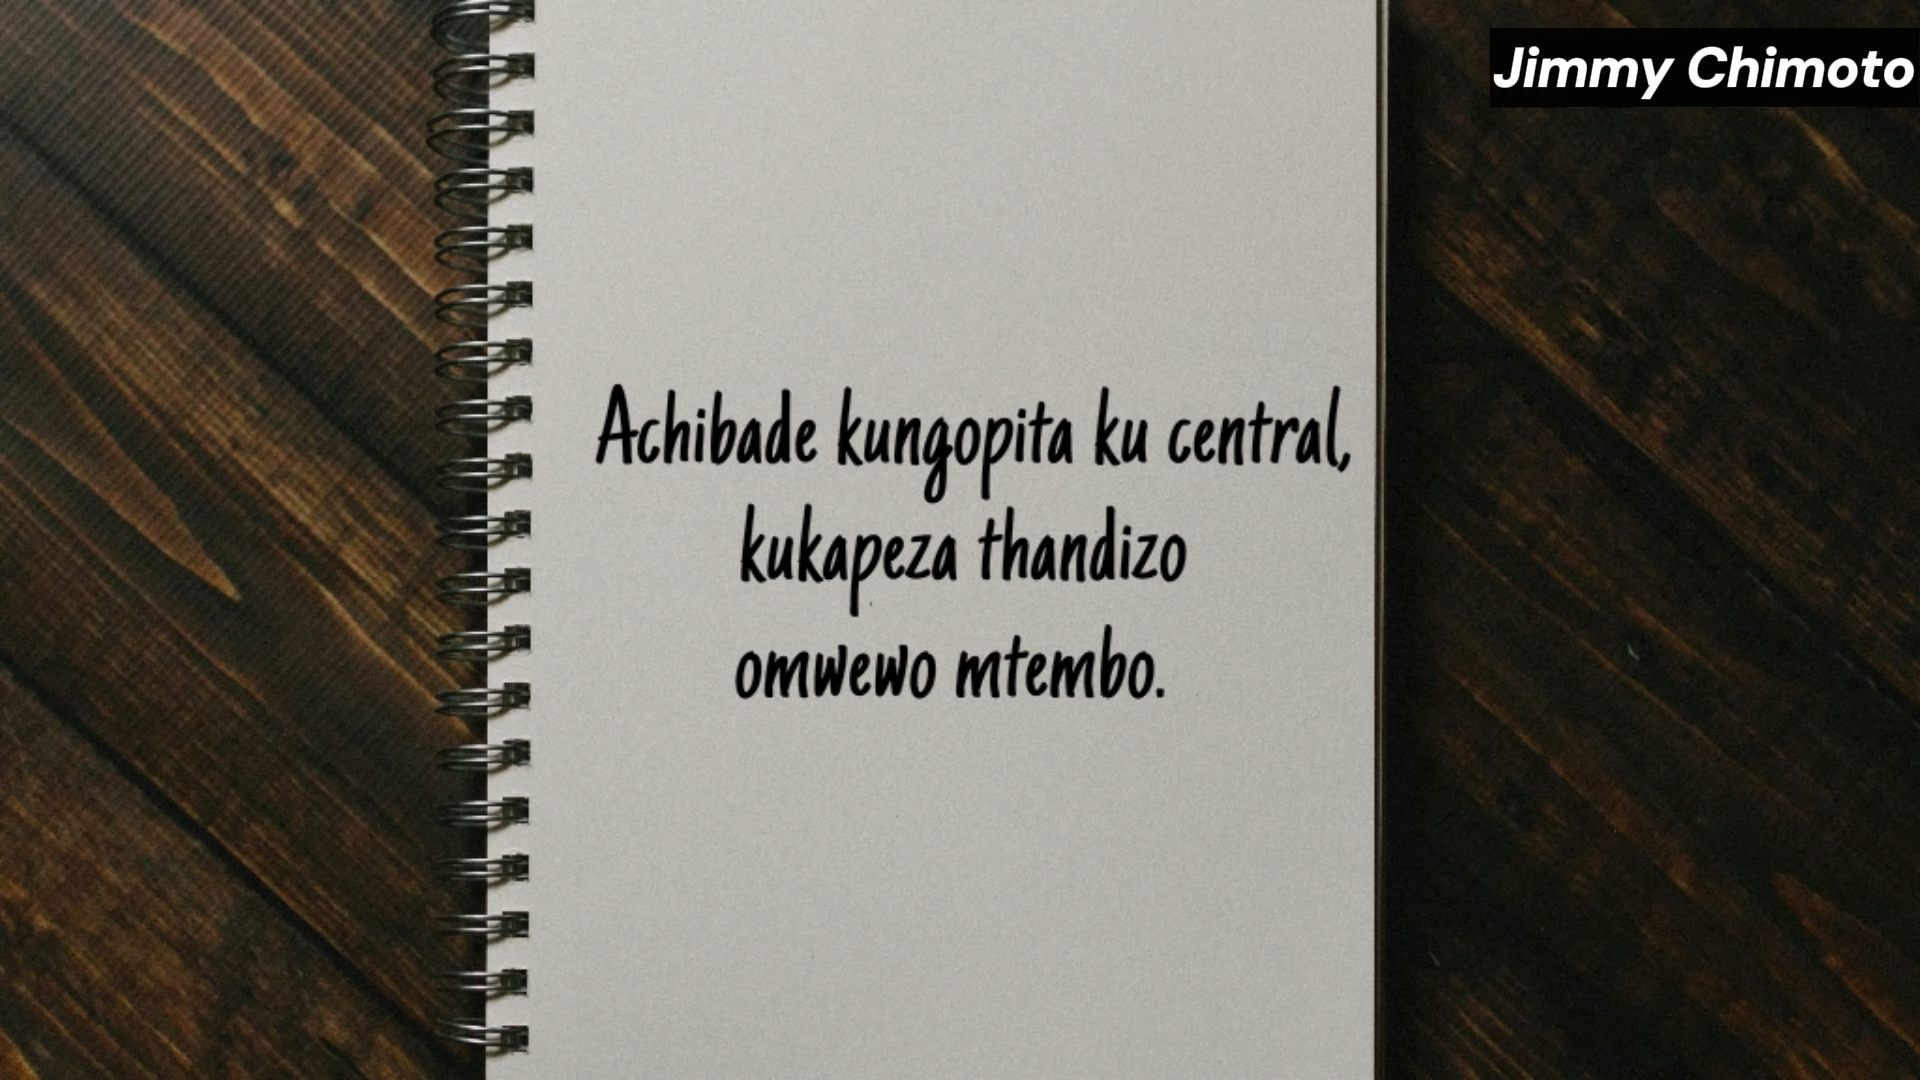 Jimmy Chimoto
Achibade kungopita ku central,
kukapeza thandizo
omwewo mtembo.